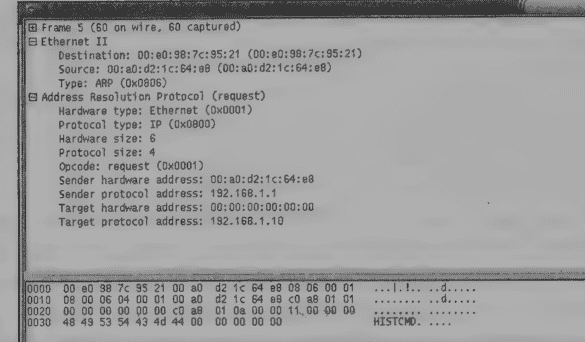 Frame 5 (60 on wire, 60 captured)
Ethernet II
Destination: 00:e0:98:7c:95:21 (00:e0:98:7c:95:21)
Source: 00:a0:d2:1c:64:e8 (00:a0:d2:1c:64:e8)
Type: ARP (0x0806)
Address Resolution Protocol (request)
Hardware type: Ethernet (0x0001)
Protocol type: IP (0x0800)
Hardware size: 6
Protocol size: 4
Opcode: request (0x0001)
Sender hardware address: 00:a0:d2:1c:64:e8
Sender protocol address: 192.168.1.1
Target hardware address: 00:00:00:00:00:00
Target protocol address: 192.168.1.10
0000 00 e0 98 7c 95 21 00 a0 d2 1c 64 e8 08 06 00 01 ...|.!.. ..d.....
0010 08 00 06 04 00 01 00 a0 d2 1c 64 e8 c0 a8 01 01 ........ ..d.....
0020 00 00 00 00 00 00 c0 a8 01 0a 00 00 11 00 00 00 ........ ........
0030 48 49 53 54 43 4d 44 00 00 00 00 00 HISTCMD. ....